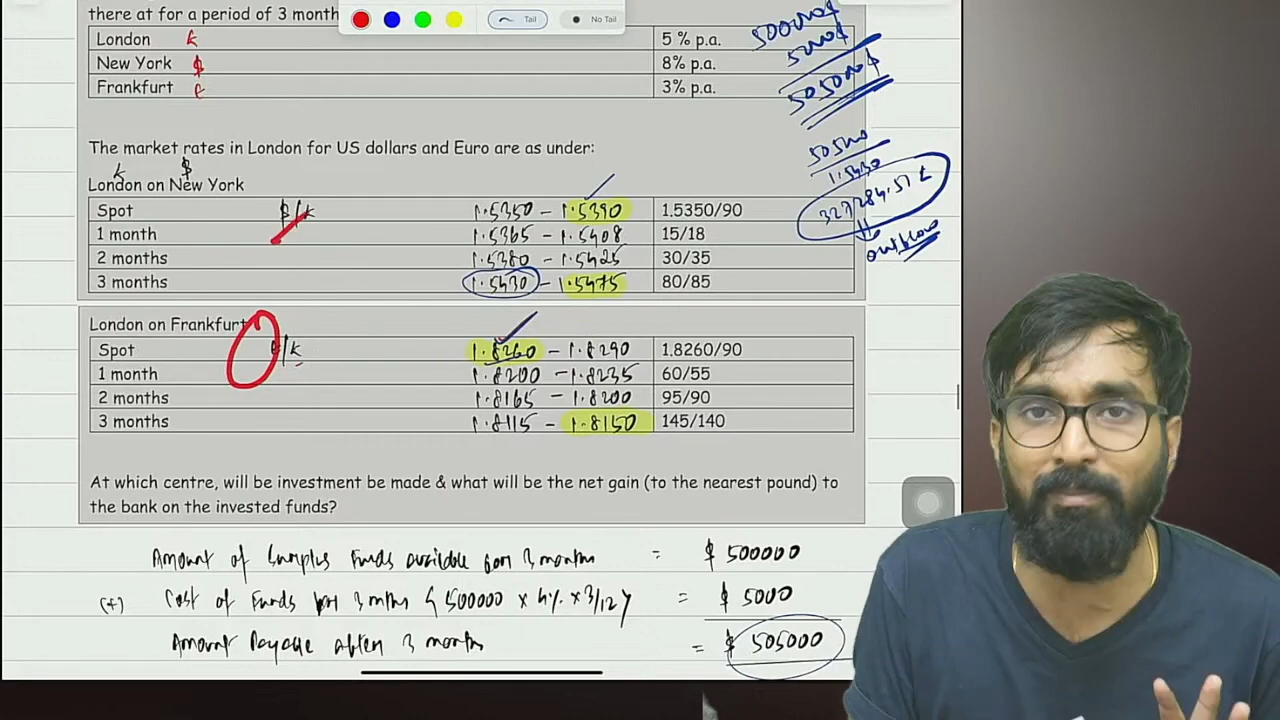 there at for a period of 3 month
Tail No Tail
500000$
London £ 5 % p.a. 5000$
New York $ 8% p.a.
Frankfurt € 3% p.a. 505000$
The market rates in London for US dollars and Euro are as under:
£ $
London on New York
505000
1.5430
327284.51 £
outflow
Spot $/£ 1.5350 - 1.5390 1.5350/90
1 month 1.5365 - 1.5408 15/18
2 months 1.5380 - 1.5425 30/35
3 months 1.5430 - 1.5475 80/85
London on Frankfurt
Spot /£ 1.8260 - 1.8290 1.8260/90
1 month 1.8200 - 1.8235 60/55
2 months 1.8165 - 1.8200 95/90
3 months 1.8115 - 1.8150 145/140
At which centre, will be investment be made & what will be the net gain (to the nearest pound) to
the bank on the invested funds?
Amount of Surplus Funds available for 3 months = $ 500000
(+) Cost of Funds for 3 months { 500000 x 4% x 3/12 } = $ 5000
Amount Payable after 3 months = $ 505000